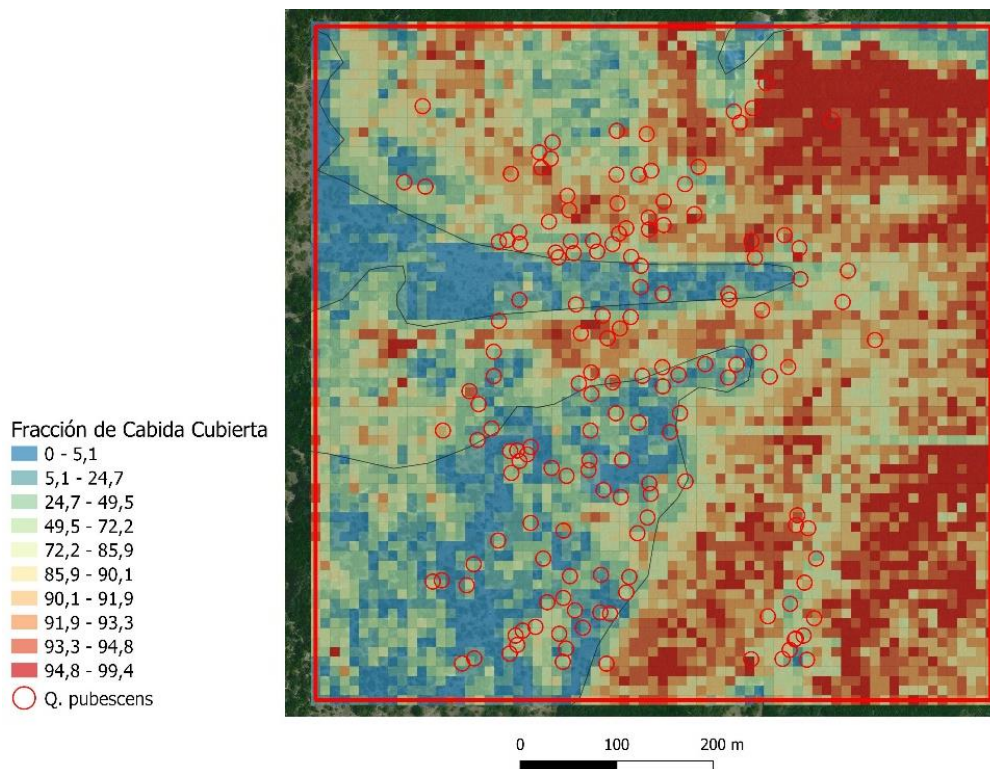 Fracción de Cabida Cubierta
0 - 5,1
5,1 - 24,7
24,7 - 49,5
49,5 - 72,2
72,2 - 85,9
85,9 - 90,1
90,1 - 91,9
91,9 - 93,3
93,3 - 94,8
94,8 - 99,4
Q. pubescens
0 100 200 m